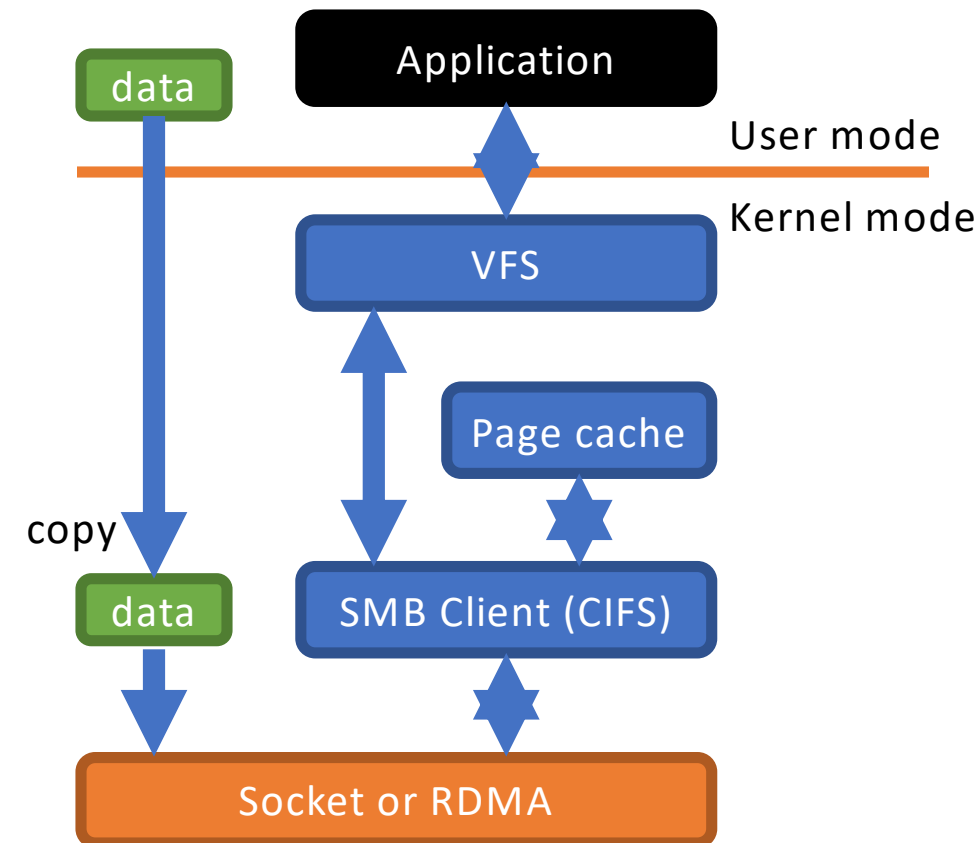 Application
data
User mode
Kernel mode
VFS
Page cache
copy
data
SMB Client (CIFS)
Socket or RDMA